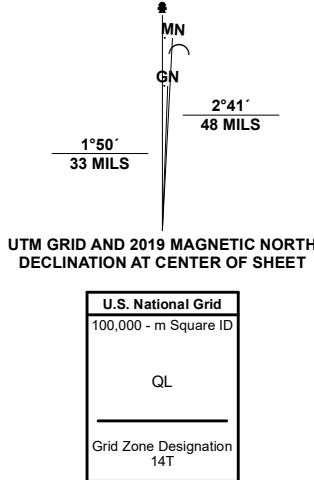 MN
GN
2°41´
48 MILS
1°50´
33 MILS
UTM GRID AND 2019 MAGNETIC NORTH
DECLINATION AT CENTER OF SHEET
U.S. National Grid
100,000 - m Square ID
QL
Grid Zone Designation
14T